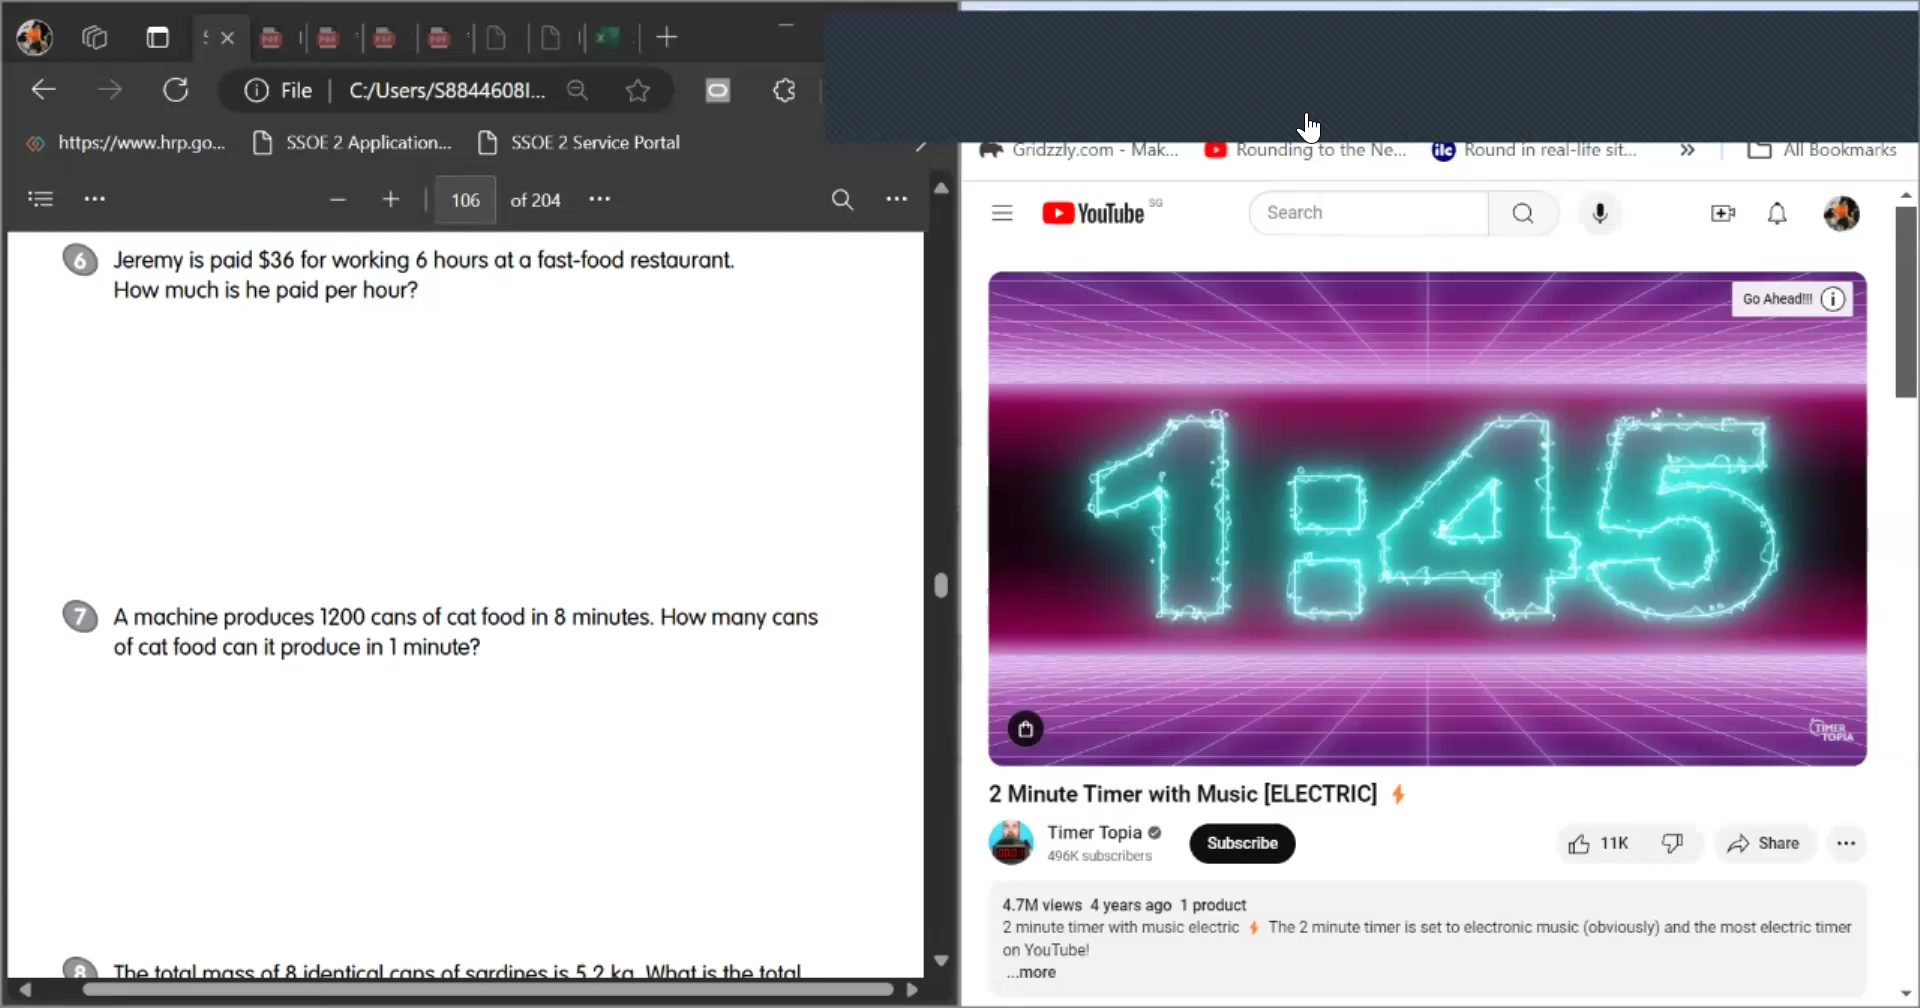 File
C:/Users/S8844608I...
https://www.hrp.go...
SSOE 2 Application...
SSOE 2 Service Portal
106 of 204
6 Jeremy is paid $36 for working 6 hours at a fast-food restaurant.
How much is he paid per hour?
7 A machine produces 1200 cans of cat food in 8 minutes. How many cans
of cat food can it produce in 1 minute?
8 The total mass of 8 identical cans of sardines is 5.2 kg. What is the total
Gridzzly.com - Mak...
Rounding to the Ne...
ilc
Round in real-life sit...
All Bookmarks
YouTube SG
Search
Go Ahead!!!
1:45
TIMER
TOPIA
2 Minute Timer with Music [ELECTRIC]
Timer Topia
496K subscribers
Subscribe
11K
Share
4.7M views 4 years ago 1 product
2 minute timer with music electric ⚡ The 2 minute timer is set to electronic music (obviously) and the most electric timer
on YouTube!
...more